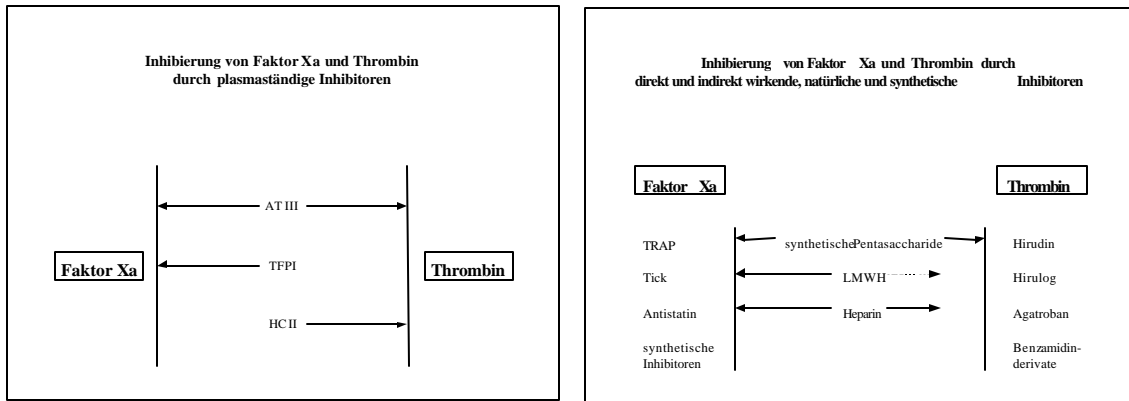 Inhibierung von Faktor Xa und Thrombin
durch plasmaständige Inhibitoren
AT III
Faktor Xa
TFPI
Thrombin
HC II
Inhibierung von Faktor Xa und Thrombin durch
direkt und indirekt wirkende, natürliche und synthetische Inhibitoren
Faktor Xa
Thrombin
TRAP
synthetische Pentasaccharide
Hirudin
Tick
LMWH
Hirulog
Antistatin
Heparin
Agatroban
synthetische
Inhibitoren
Benzamidin-
derivate